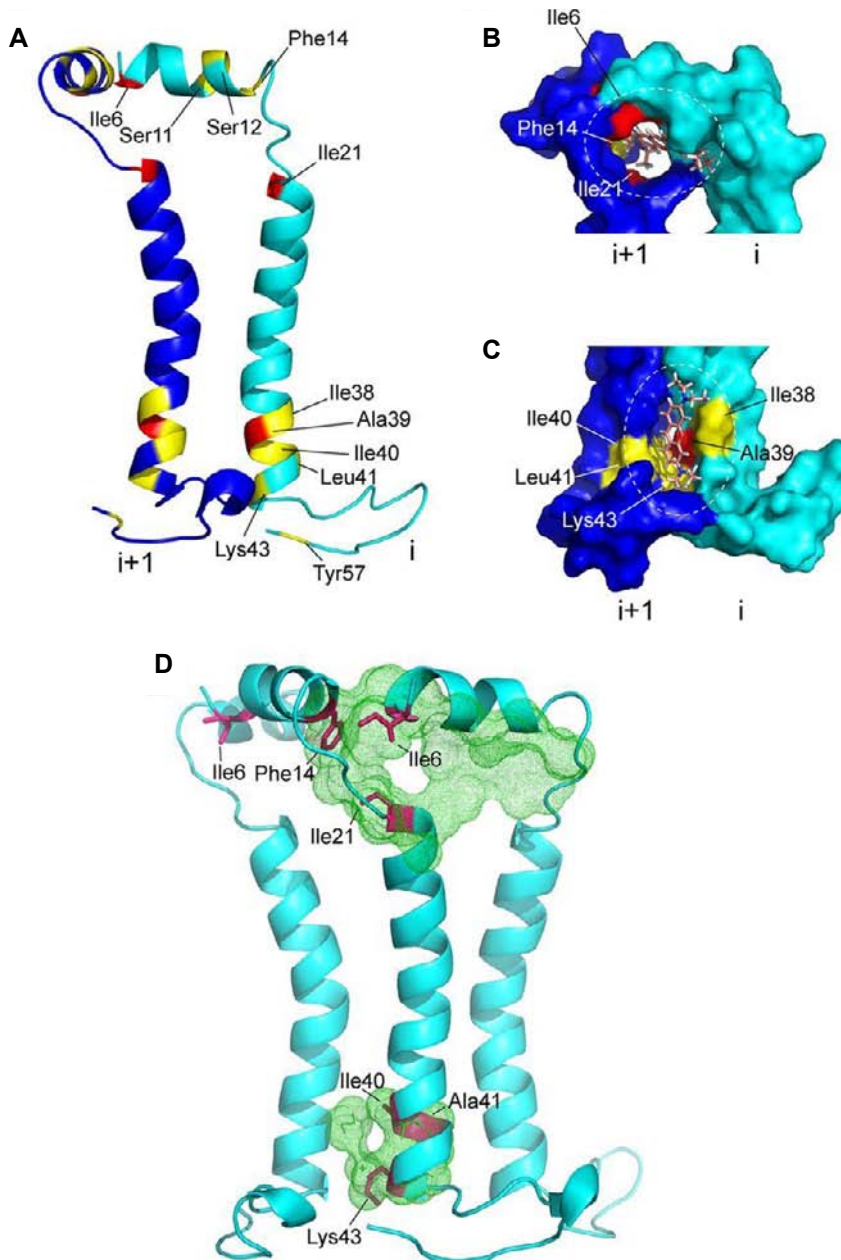 A
Phe14
Ile6
Ser11
Ser12
Ile21
Ile38
Ala39
Ile40
Leu41
Lys43
i+1
i
Tyr57
B
Ile6
Phe14
Ile21
i+1
i
C
Ile38
Ile40
Ala39
Leu41
Lys43
i+1
i
D
Ile6
Phe14
Ile6
Ile21
Ile40
Ala41
Lys43